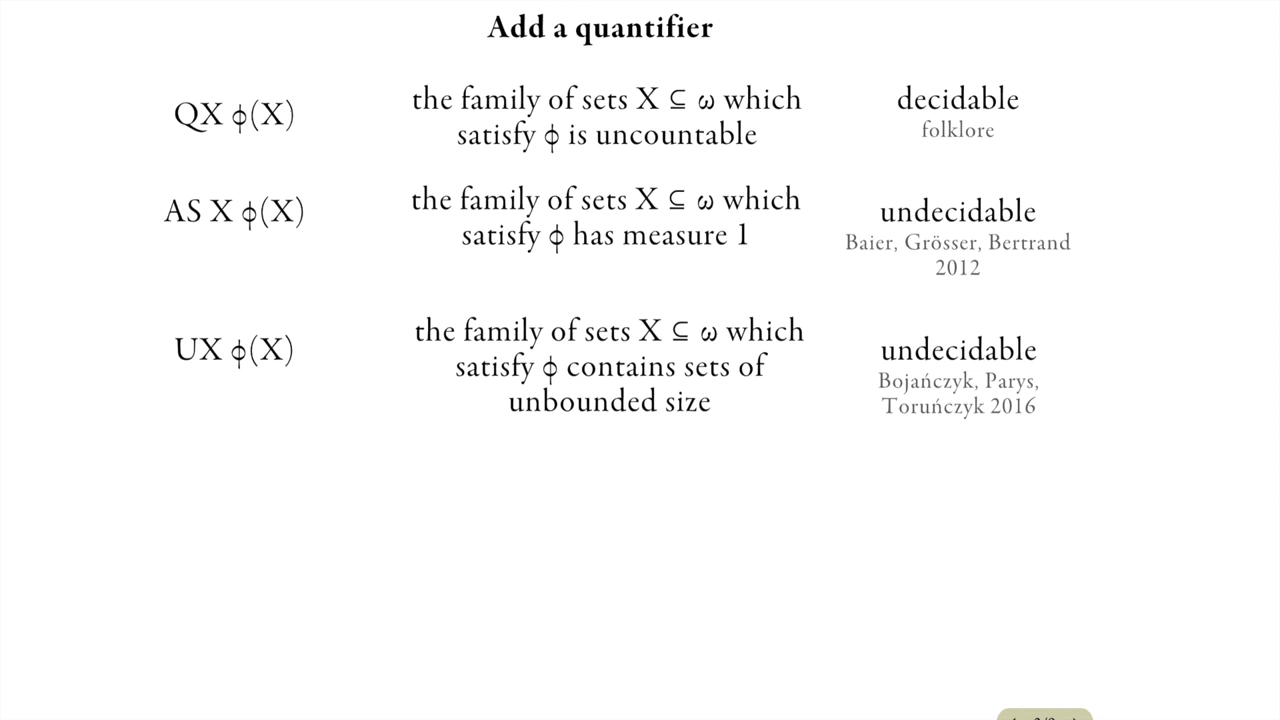 Add a quantifier
QX ϕ(X)
the family of sets X ⊆ ω which
satisfy ϕ is uncountable
decidable
folklore
AS X ϕ(X)
the family of sets X ⊆ ω which
satisfy ϕ has measure 1
undecidable
Baier, Grösser, Bertrand
2012
UX ϕ(X)
the family of sets X ⊆ ω which
satisfy ϕ contains sets of
unbounded size
undecidable
Bojańczyk, Parys,
Toruńczyk 2016